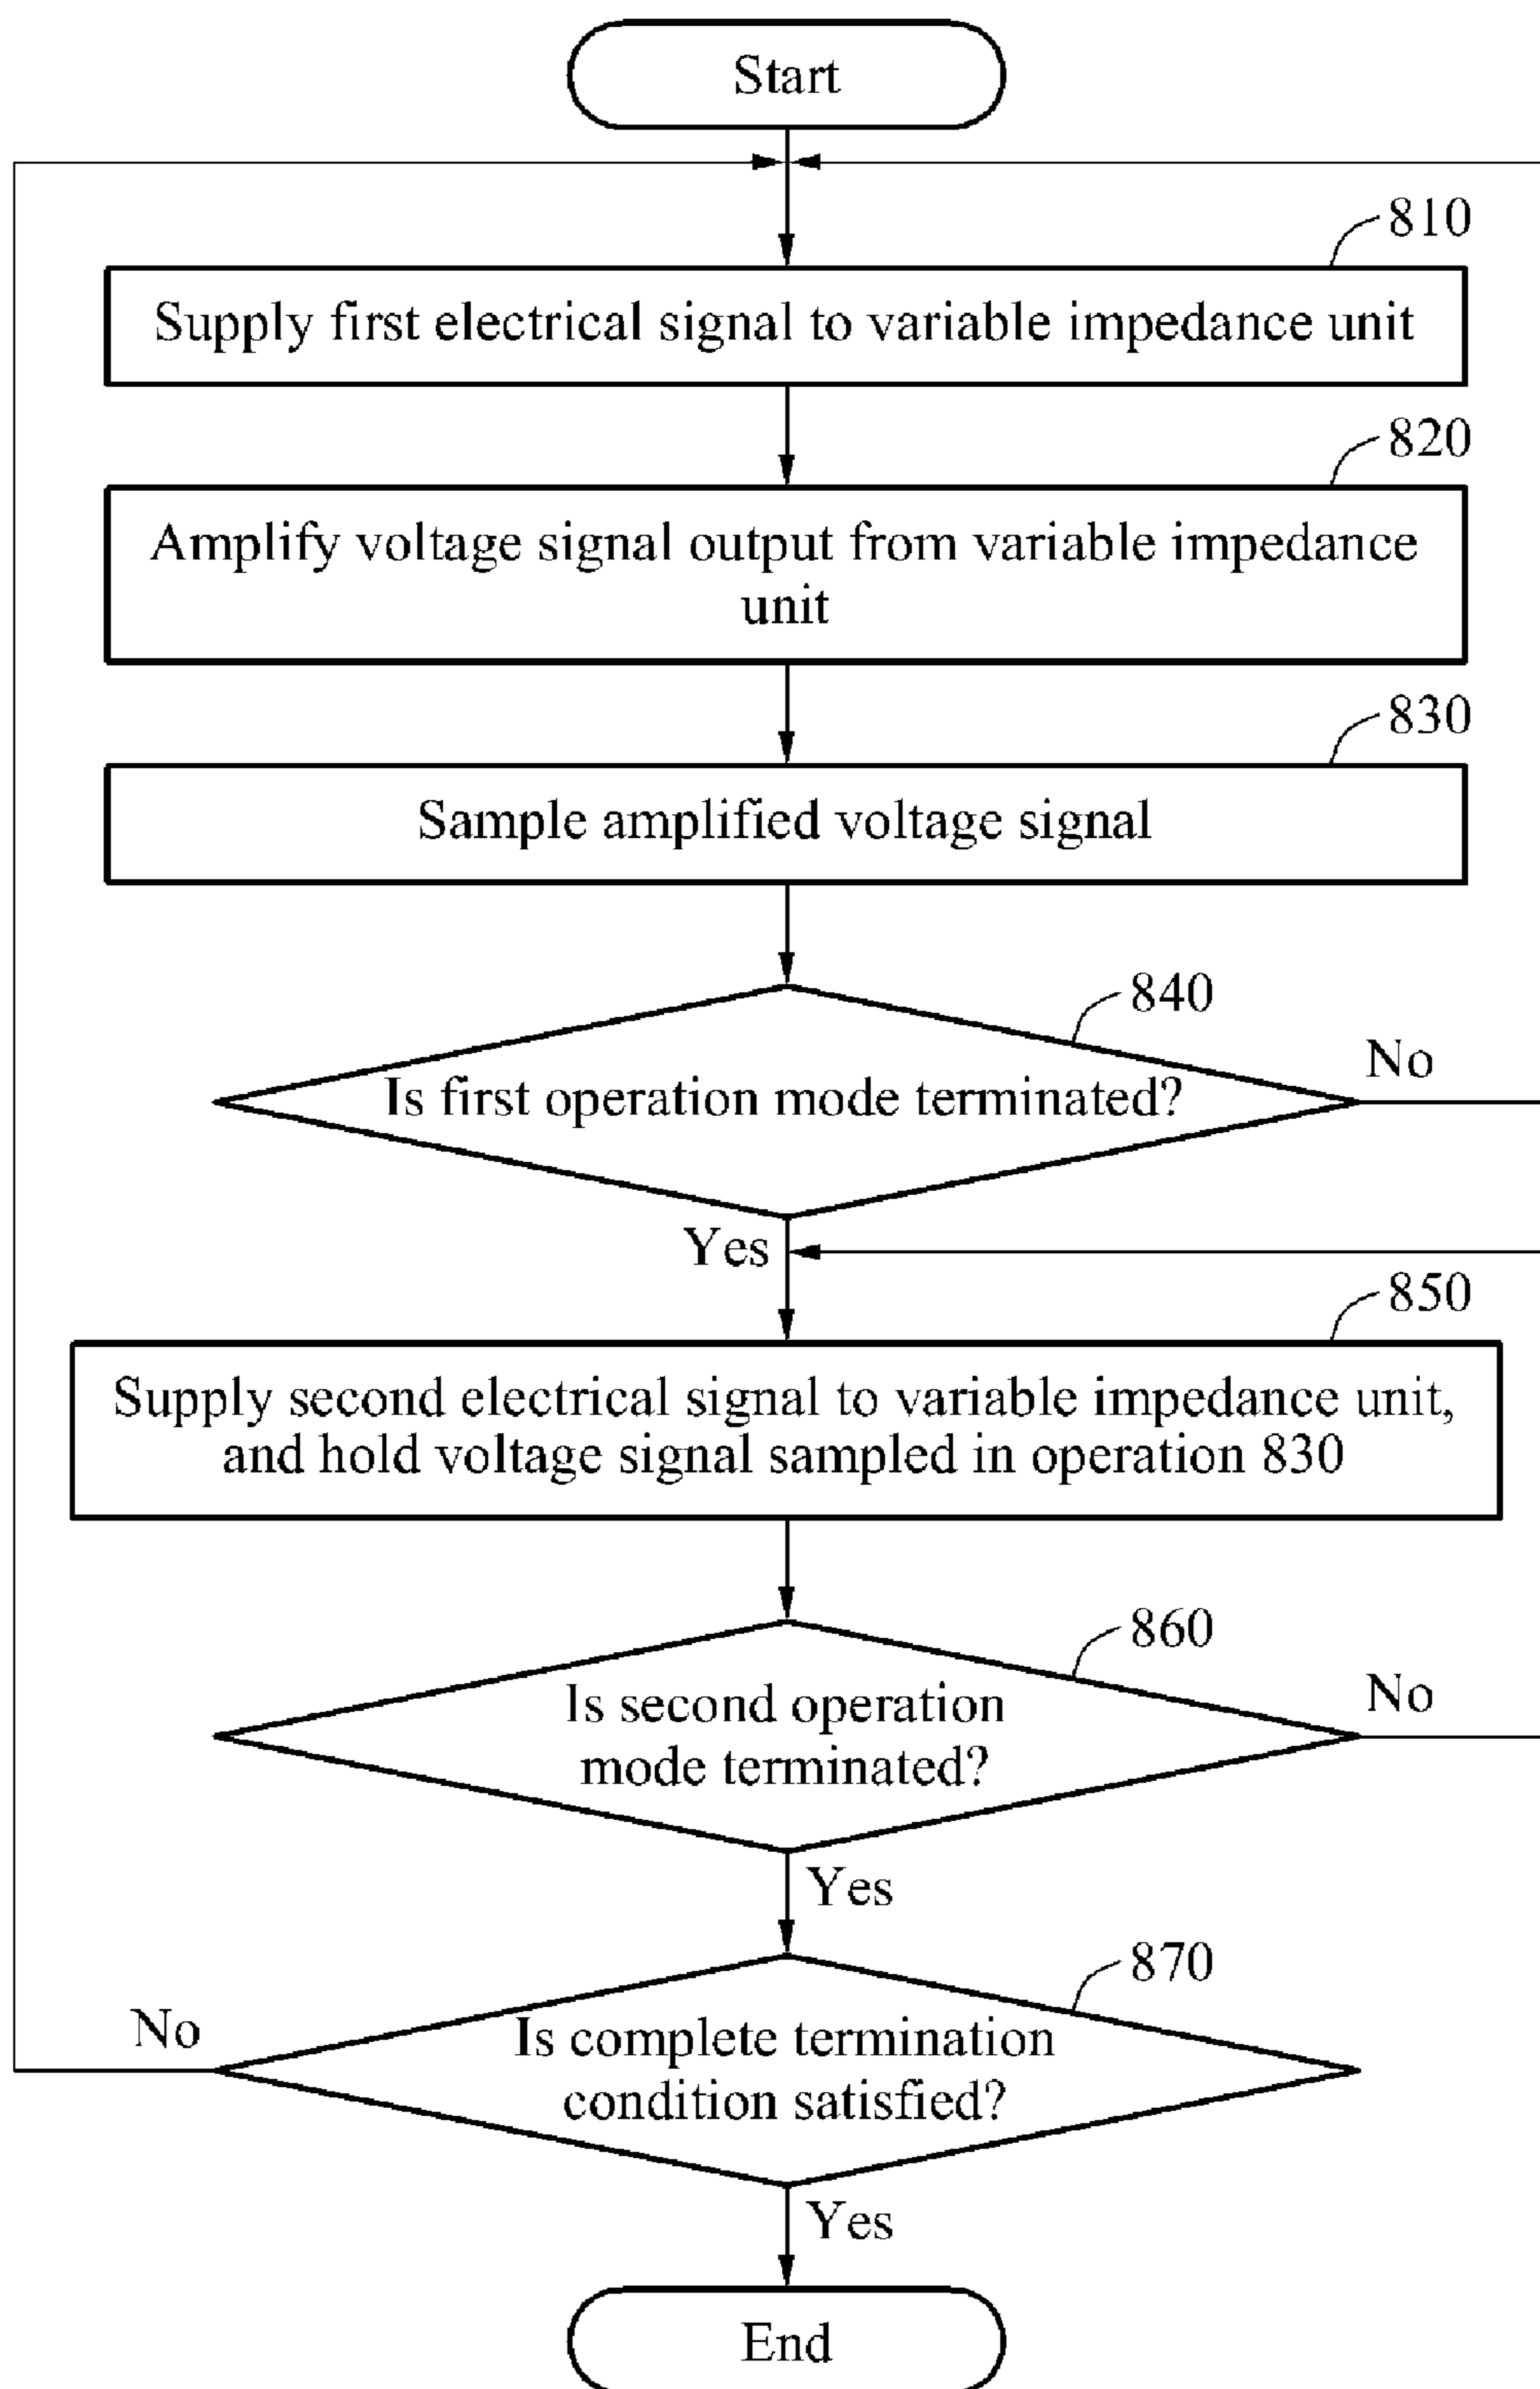 Start
810
Supply first electrical signal to variable impedance unit
820
Amplify voltage signal output from variable impedance
unit
830
Sample amplified voltage signal
840
Is first operation mode terminated?
No
Yes
850
Supply second electrical signal to variable impedance unit,
and hold voltage signal sampled in operation 830
860
Is second operation
mode terminated?
No
Yes
870
Is complete termination
condition satisfied?
No
Yes
End